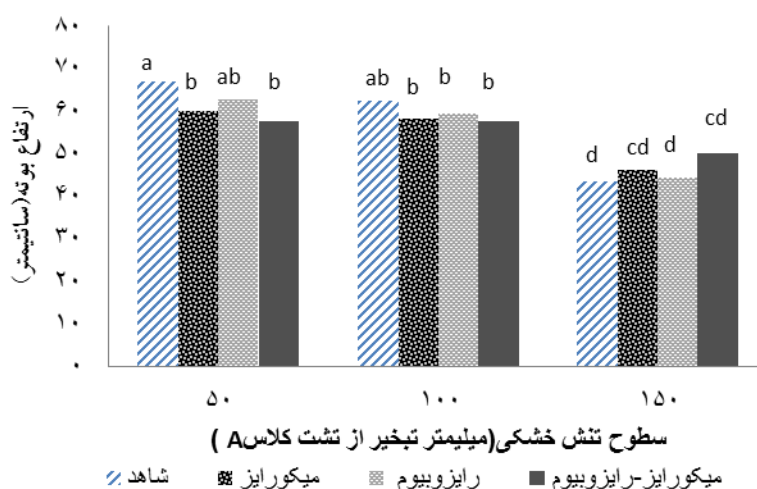 ارتفاع بوته(سانتیمتر)
۸۰
۷۰
۶۰
۵۰
۴۰
۳۰
۲۰
۱۰
۰
a b ab b
ab b b b
d cd d cd
۵۰ ۱۰۰ ۱۵۰
سطوح تنش خشکی(میلیمتر تبخیر از تشت کلاسA )
شاهد میکورایز رایزوبیوم میکورایز-رایزوبیوم